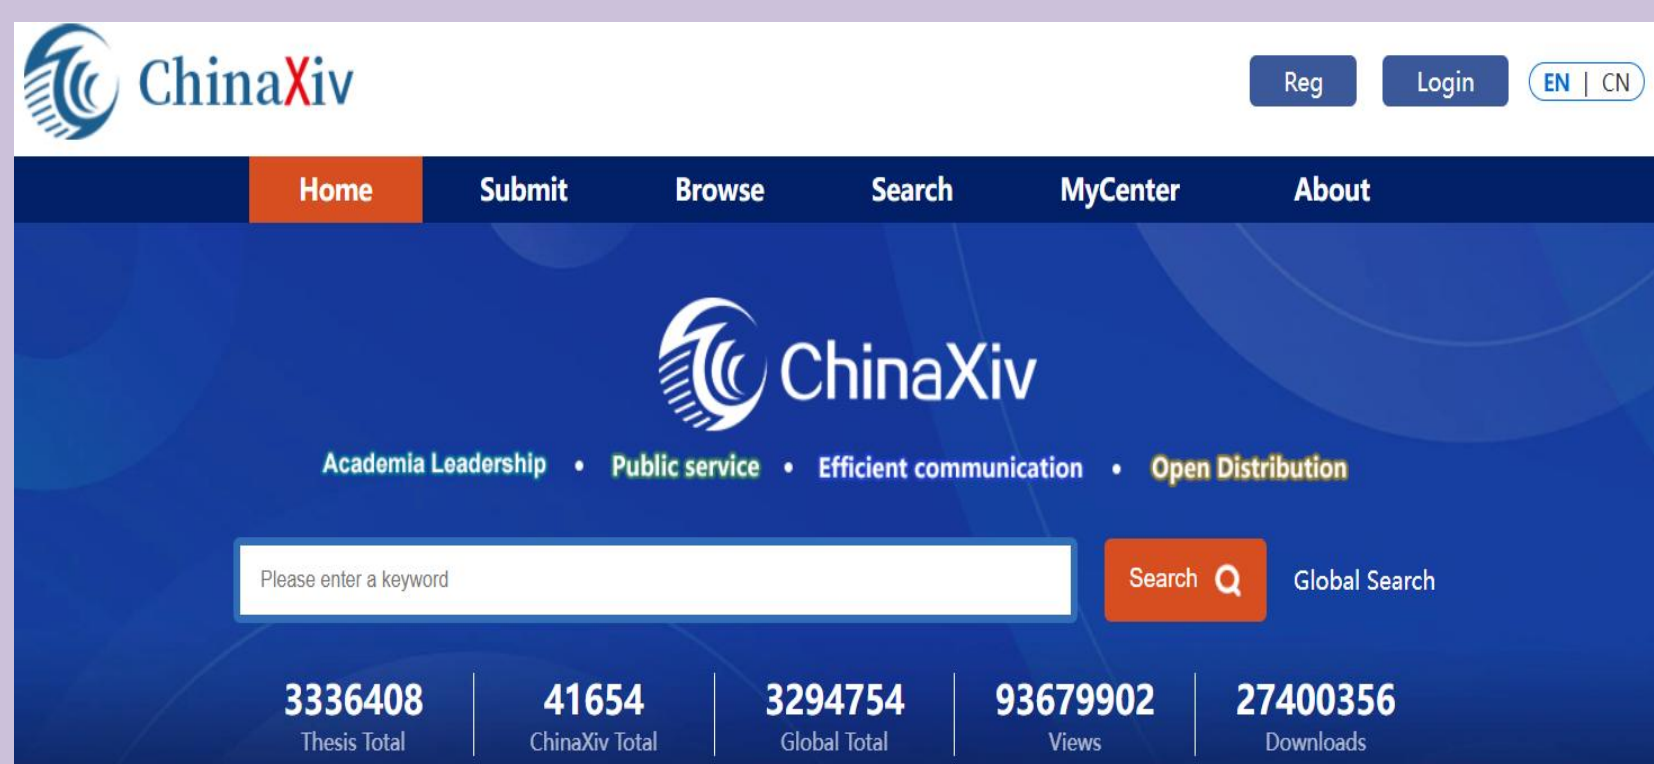 ChinaXiv
Reg Login EN | CN
Home Submit Browse Search MyCenter About
ChinaXiv
Academia Leadership • Public service • Efficient communication • Open Distribution
Please enter a keyword Search Global Search
3336408 41654 3294754 93679902 27400356
Thesis Total ChinaXiv Total Global Total Views Downloads